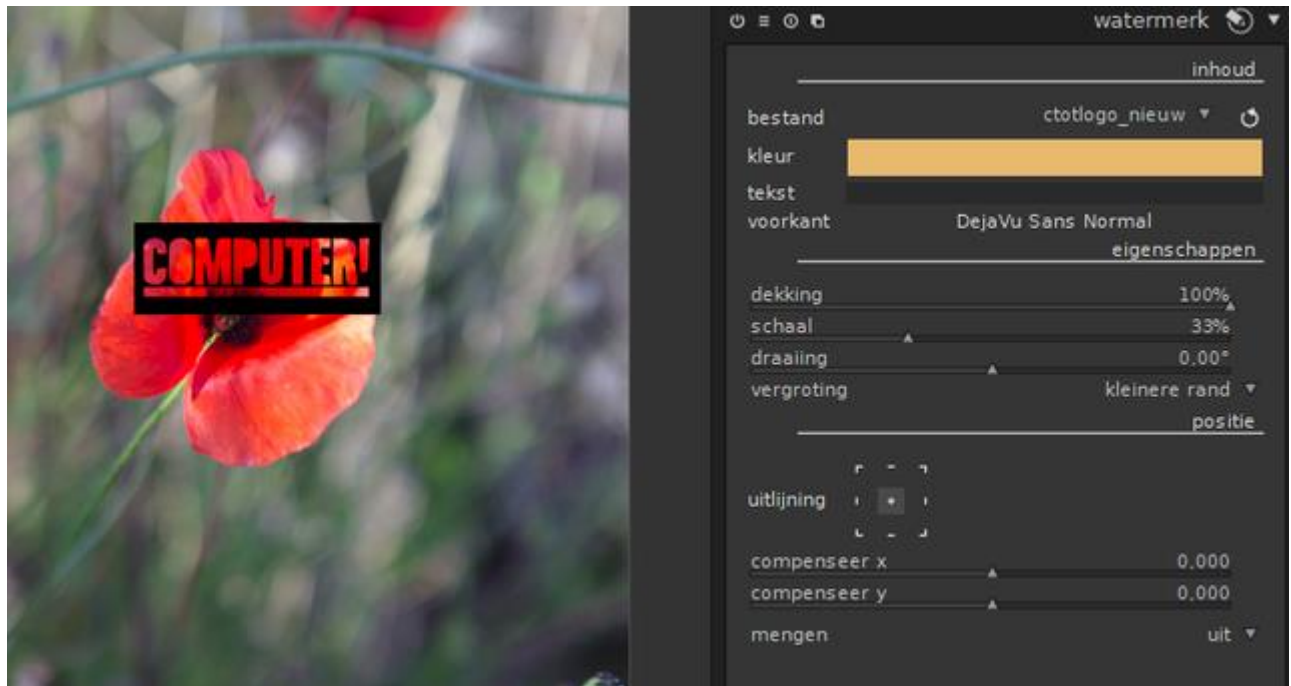 COMPUTER!
watermerk
inhoud
bestand ctotlogo_nieuw
kleur
tekst
voorkant DejaVu Sans Normal
eigenschappen
dekking 100%
schaal 33%
draaiing 0,00°
vergroting kleinere rand
positie
uitlijning
compenseer x 0,000
compenseer y 0,000
mengen uit